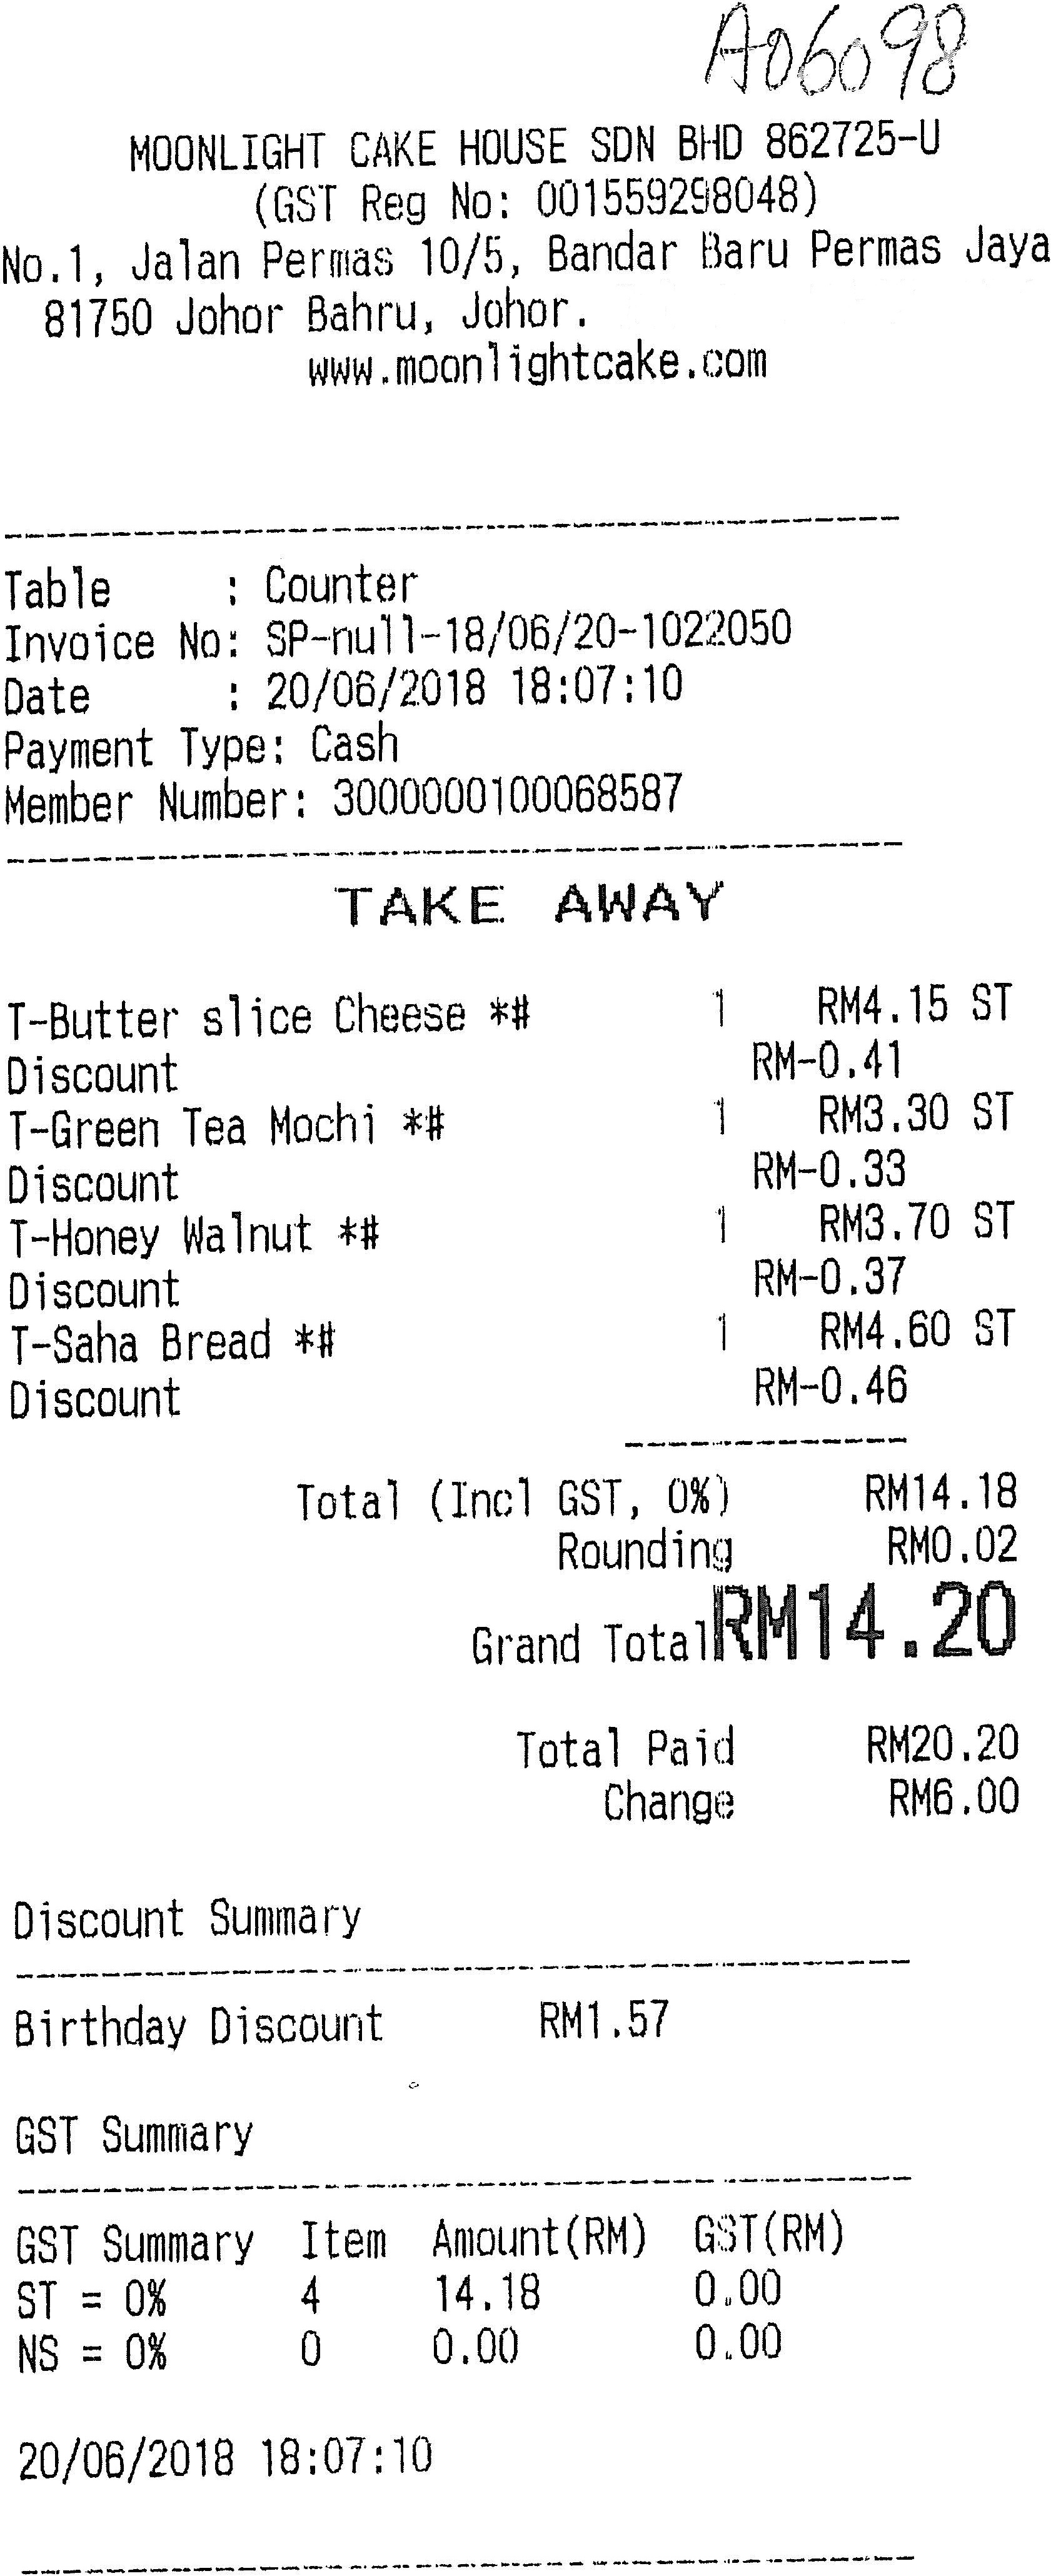 A06098
MOONLIGHT CAKE HOUSE SDN BHD 862725-U
(GST Reg No: 001559298048)
No.1, Jalan Permas 10/5, Bandar Baru Permas Jaya
81750 Johor Bahru, Johor.
www.moonlightcake.com
Table : Counter
Invoice No: SP-null-18/06/20-1022050
Date : 20/06/2018 18:07:10
Payment Type: Cash
Member Number: 3000000100068587
TAKE AWAY
T-Butter slice Cheese *# 1 RM4.15 ST
Discount RM-0.41
T-Green Tea Mochi *# 1 RM3.30 ST
Discount RM-0.33
T-Honey Walnut *# 1 RM3.70 ST
Discount RM-0.37
T-Saha Bread *# 1 RM4.60 ST
Discount RM-0.46
Total (Incl GST, 0%) RM14.18
Rounding RM0.02
Grand Total RM14.20
Total Paid RM20.20
Change RM6.00
Discount Summary
Birthday Discount RM1.57
GST Summary
GST Summary Item Amount(RM) GST(RM)
ST = 0% 4 14.18 0.00
NS = 0% 0 0.00 0.00
20/06/2018 18:07:10